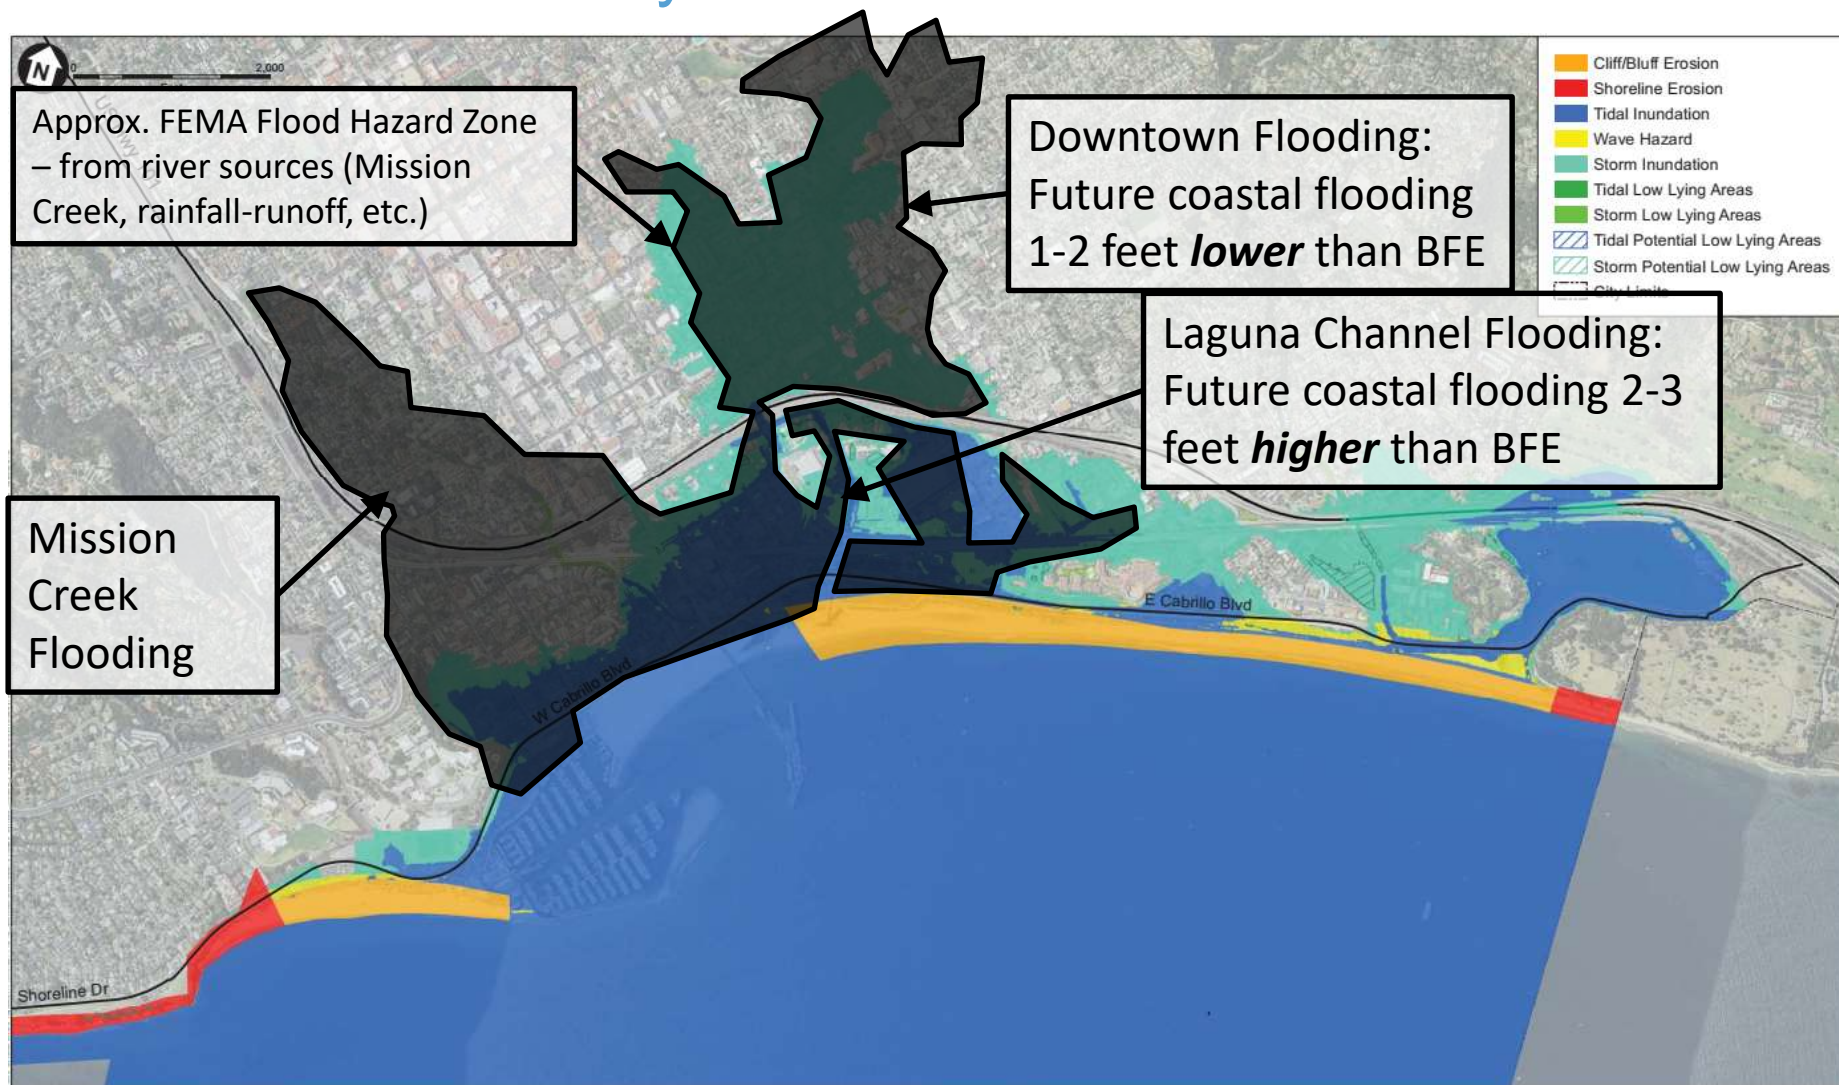 N
0
2,000
Approx. FEMA Flood Hazard Zone
– from river sources (Mission
Creek, rainfall-runoff, etc.)
Downtown Flooding:
Future coastal flooding
1-2 feet lower than BFE
Cliff/Bluff Erosion
Shoreline Erosion
Tidal Inundation
Wave Hazard
Storm Inundation
Tidal Low Lying Areas
Storm Low Lying Areas
Tidal Potential Low Lying Areas
Storm Potential Low Lying Areas
City Limits
Laguna Channel Flooding:
Future coastal flooding 2-3
feet higher than BFE
Mission
Creek
Flooding
E Cabrillo Blvd
W Cabrillo Blvd
Shoreline Dr